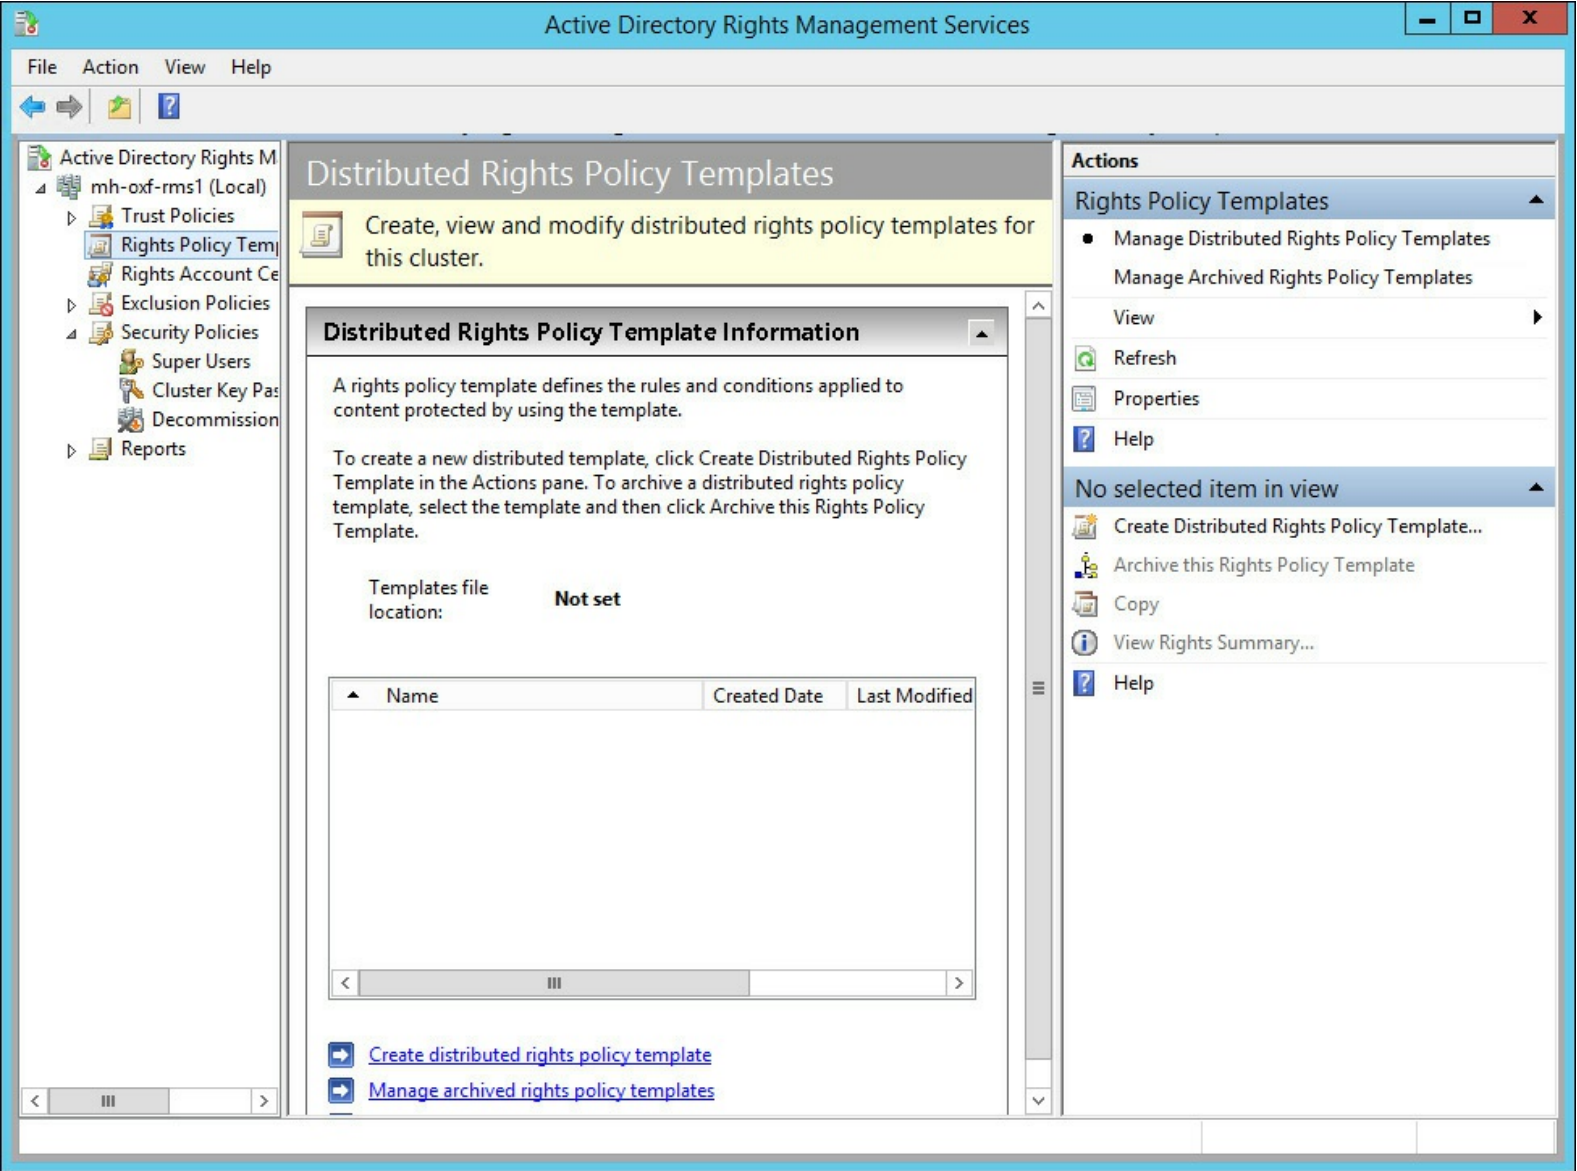 Active Directory Rights Management Services
File Action View Help
Active Directory Rights M
mh-oxf-rms1 (Local)
Trust Policies
Rights Policy Tem
Rights Account Ce
Exclusion Policies
Security Policies
Super Users
Cluster Key Pas
Decommission
Reports
Distributed Rights Policy Templates
Create, view and modify distributed rights policy templates for
this cluster.
Distributed Rights Policy Template Information
A rights policy template defines the rules and conditions applied to
content protected by using the template.
To create a new distributed template, click Create Distributed Rights Policy
Template in the Actions pane. To archive a distributed rights policy
template, select the template and then click Archive this Rights Policy
Template.
Templates file
location:
Not set
Name Created Date Last Modified
Create distributed rights policy template
Manage archived rights policy templates
Actions
Rights Policy Templates
Manage Distributed Rights Policy Templates
Manage Archived Rights Policy Templates
View
Refresh
Properties
Help
No selected item in view
Create Distributed Rights Policy Template...
Archive this Rights Policy Template
Copy
View Rights Summary...
Help